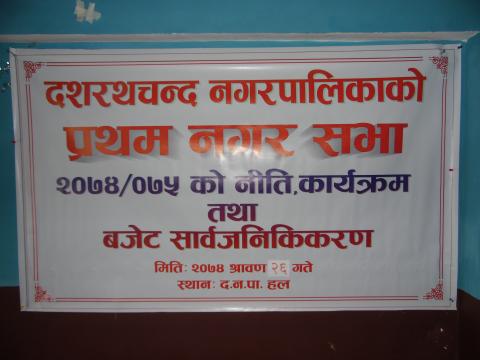 दशरथचन्द नगरपालिकाको
प्रथम नगर सभा
२०७४/०७५ को नीति,कार्यक्रम
तथा
बजेट सार्वजनिकिकरण
मितिः २०७४ श्रावण २६ गते
स्थानः द.न.पा. हल